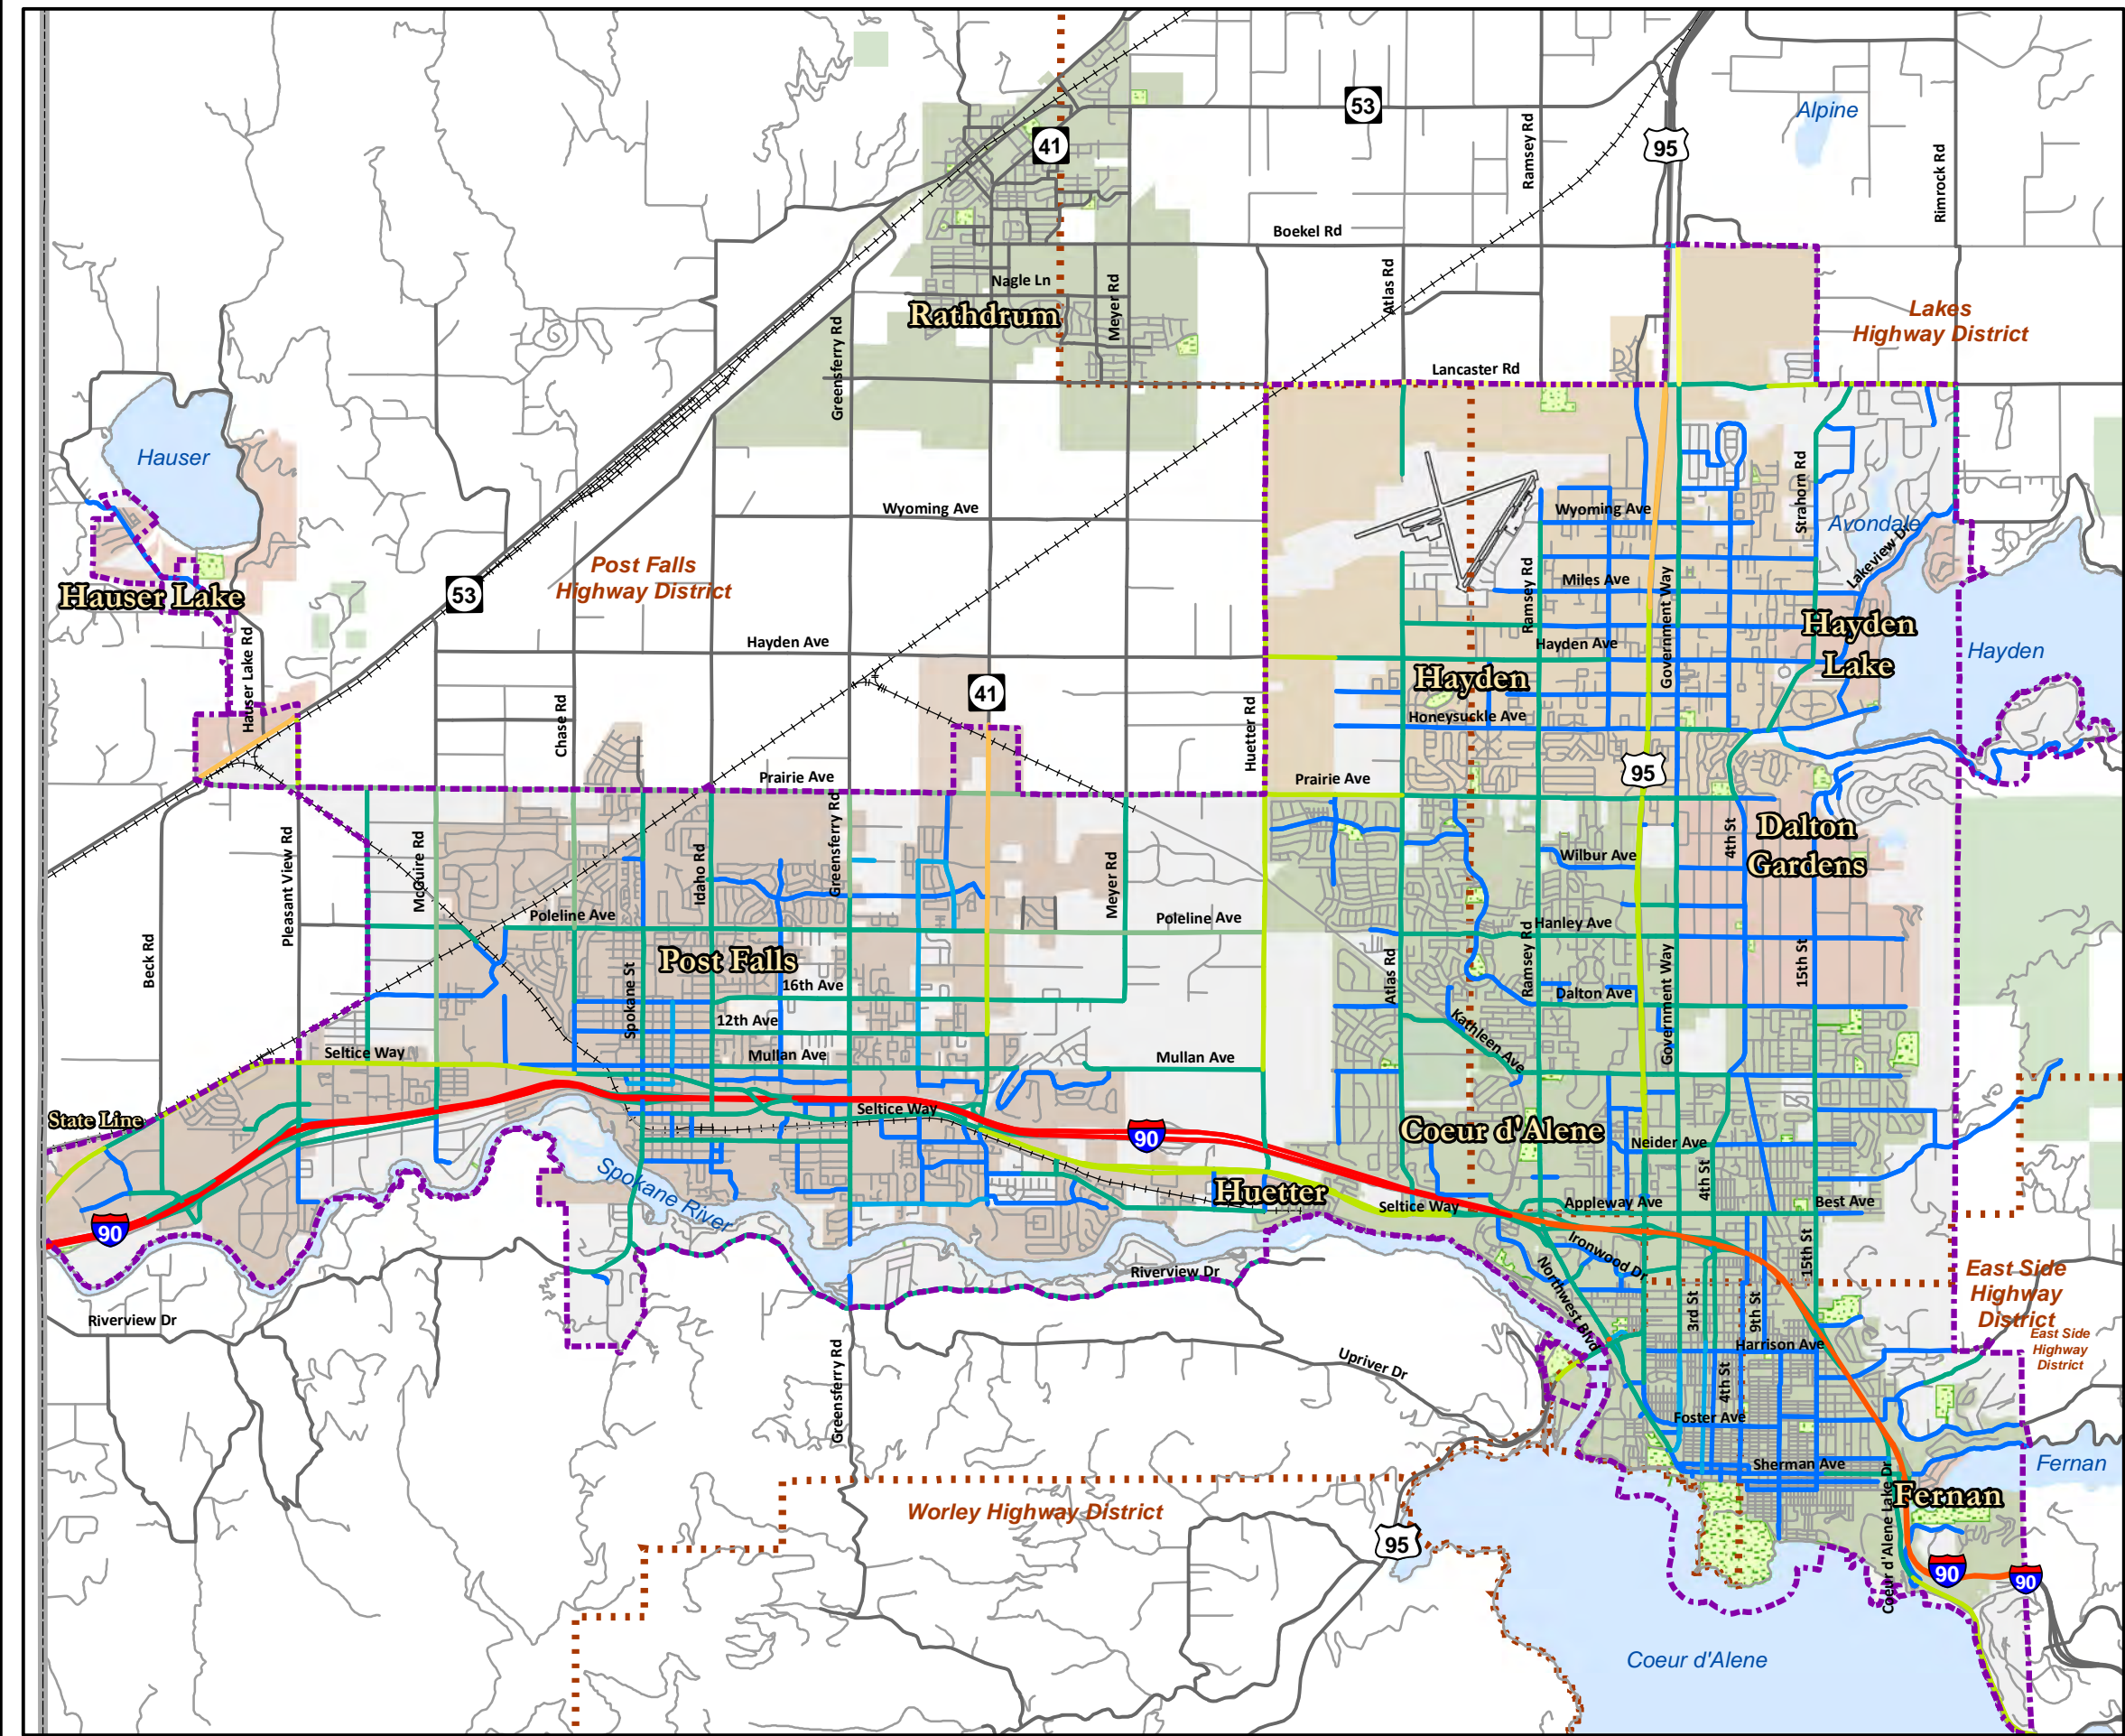 53
Alpine
41
95
Ramsey Rd
Rimrock Rd
Boekel Rd
Nagle Ln
Atlas Rd
Meyer Rd
Rathdrum
Lakes
Highway District
Greensferry Rd
Lancaster Rd
Hauser
Wyoming Ave
Wyoming Ave
Strahorn Rd
Avondale
Lakeview Dr
Post Falls
Highway District
53
Hauser Lake
Miles Ave
Ramsey Rd
Government Way
Hayden
Lake
Hayden Ave
Hayden Ave
Hayden
Hauser Lake Rd
Hayden
41
Chase Rd
Huetter Rd
Honeysuckle Ave
95
Prairie Ave
Prairie Ave
Greensferry Rd
Dalton
Gardens
4th St
Pleasant View Rd
McGuire Rd
Idaho Rd
Meyer Rd
Wilbur Ave
Poleline Ave
Poleline Ave
Hanley Ave
Beck Rd
Post Falls
Spokane St
16th Ave
Atlas Rd
Ramsey Rd
Dalton Ave
Government Way
15th St
12th Ave
Kathleen Ave
Seltice Way
Mullan Ave
Mullan Ave
State Line
Seltice Way
90
Coeur d'Alene
Neider Ave
4th St
Spokane River
Huetter
Seltice Way
Appleway Ave
Best Ave
90
Ironwood Dr
15th St
Northwest Blvd
Riverview Dr
East Side
Highway
District
East Side
Highway
District
Riverview Dr
3rd St
9th St
Harrison Ave
Upriver Dr
Greensferry Rd
4th St
Foster Ave
Sherman Ave
Fernan
Fernan
Coeur d'Alene Lake Dr
Worley Highway District
95
90
90
Coeur d'Alene